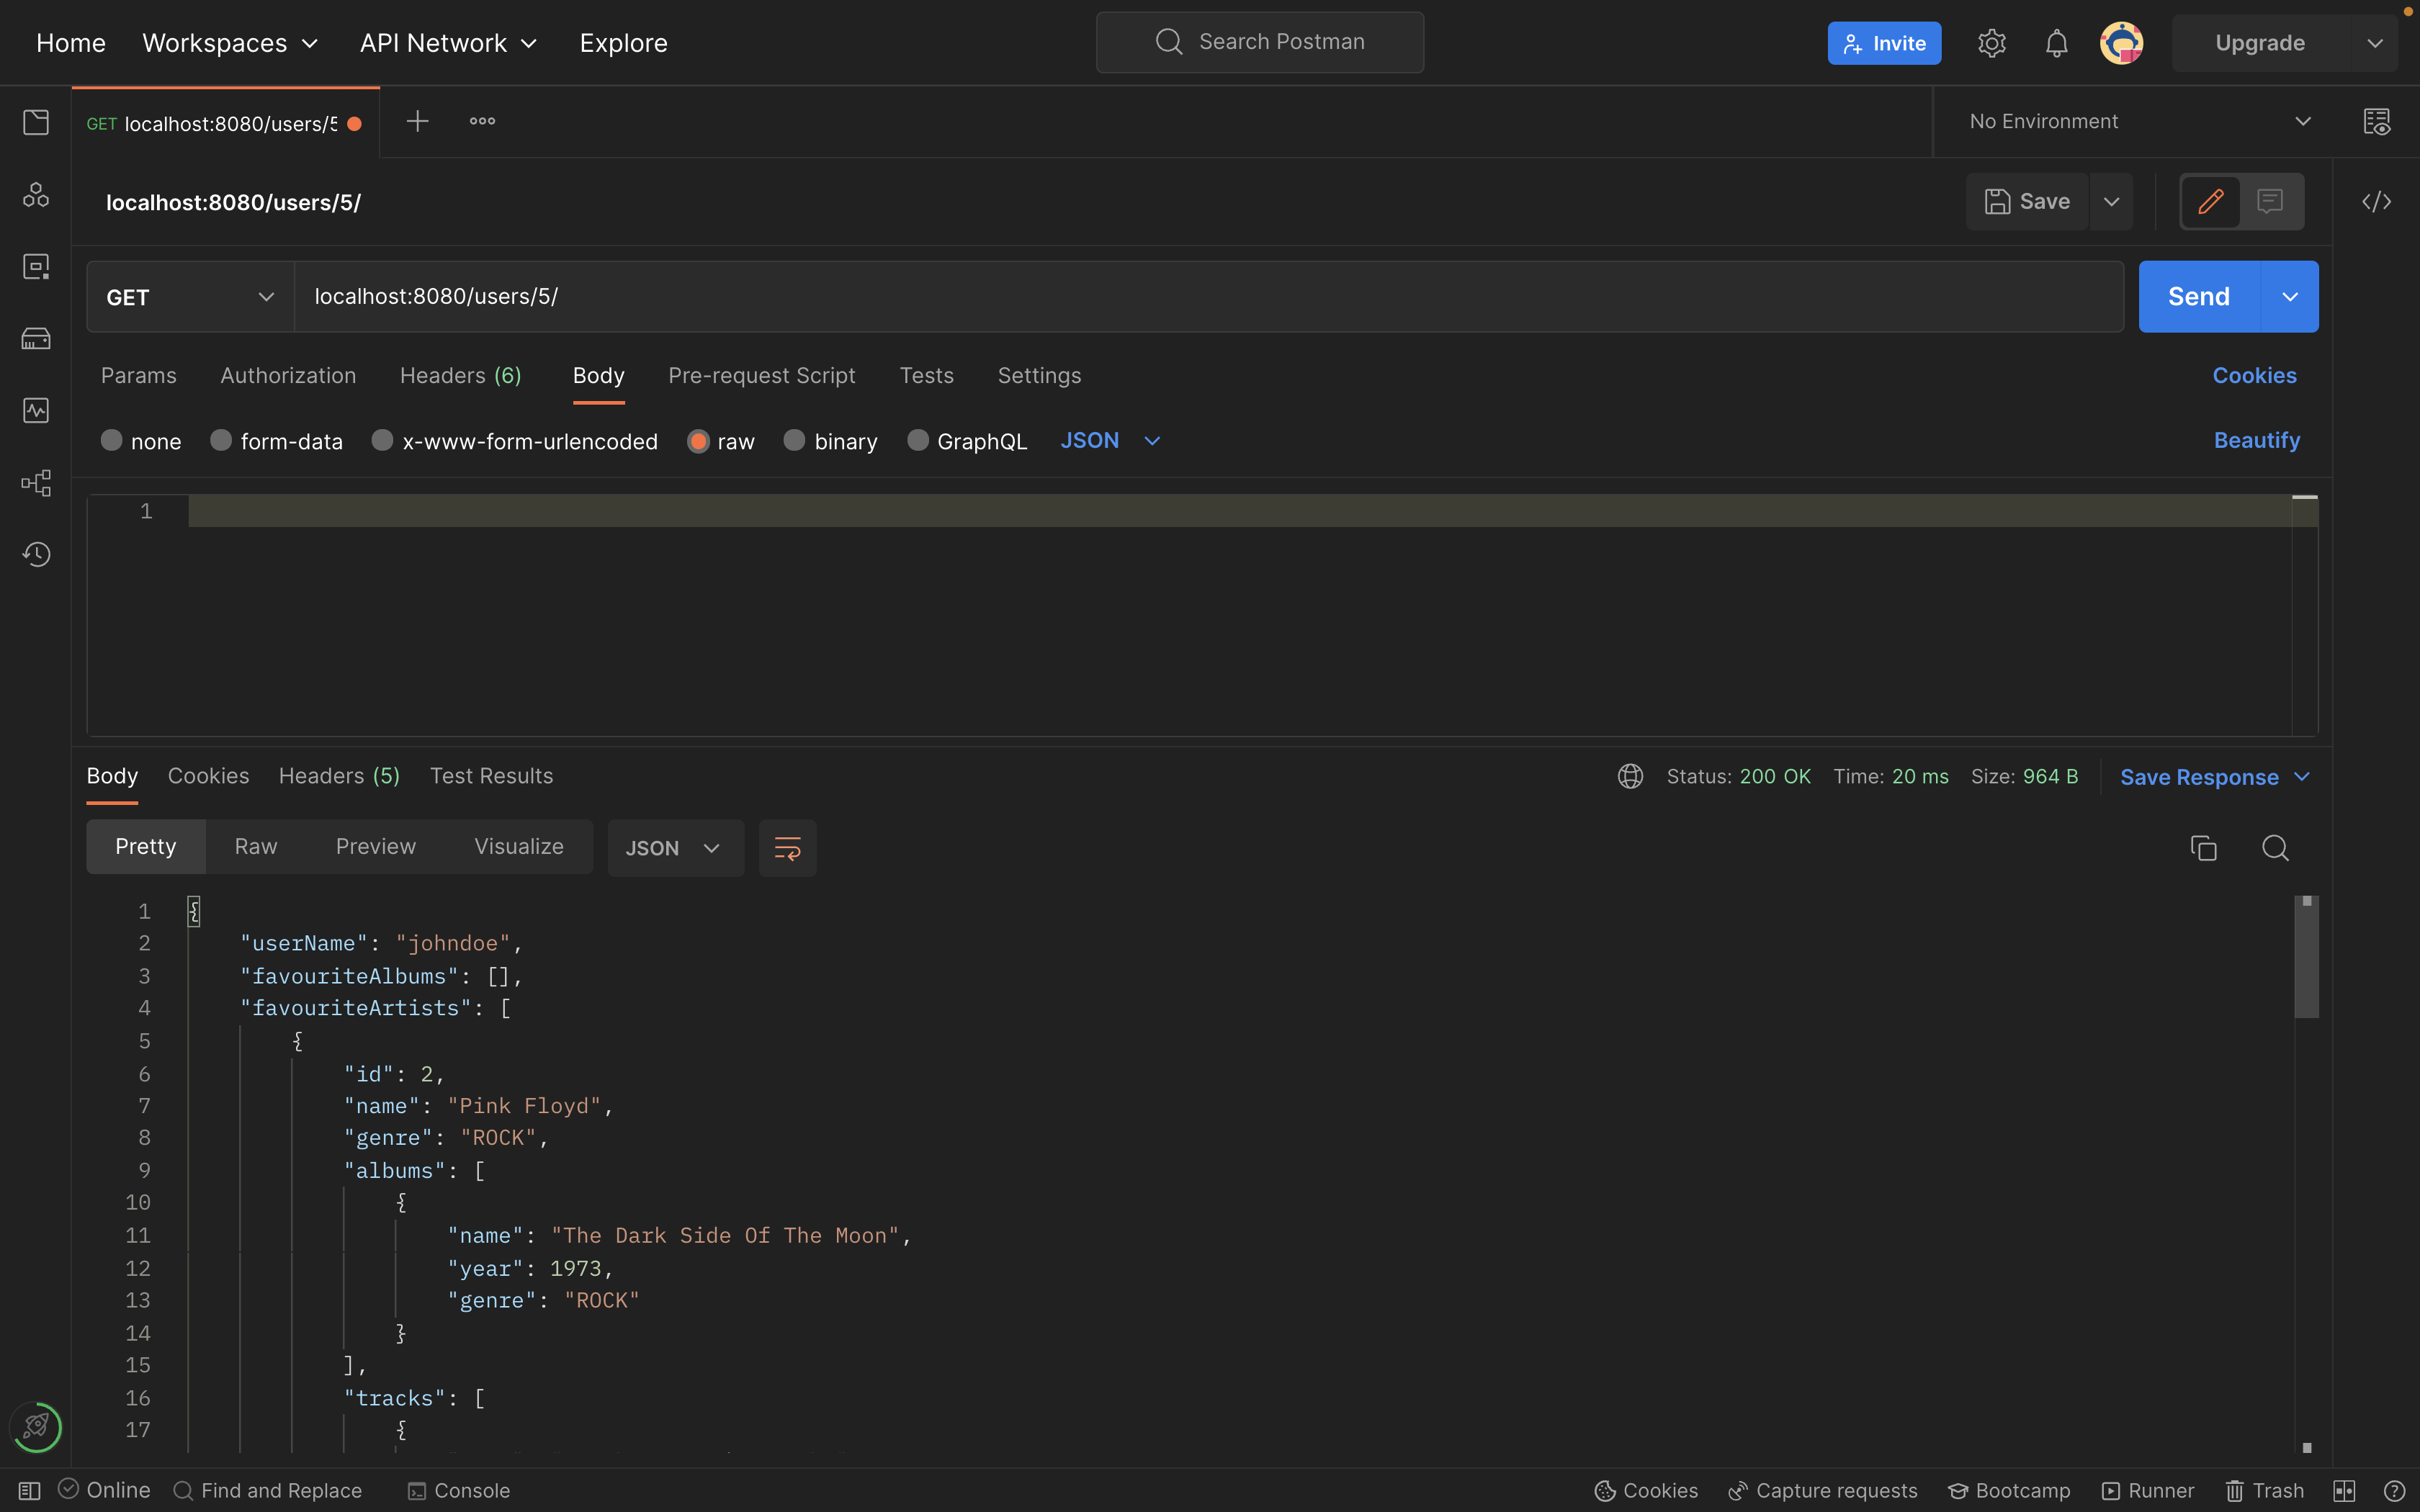 Home Workspaces API Network Explore Search Postman Invite Upgrade
GET localhost:8080/users/5 No Environment
localhost:8080/users/5/ Save
GET localhost:8080/users/5/ Send
Params Authorization Headers (6) Body Pre-request Script Tests Settings Cookies
none form-data x-www-form-urlencoded raw binary GraphQL JSON Beautify
1
Body Cookies Headers (5) Test Results Status: 200 OK Time: 20 ms Size: 964 B Save Response
Pretty Raw Preview Visualize JSON
1 {
2 "userName": "johndoe",
3 "favouriteAlbums": [],
4 "favouriteArtists": [
5 {
6 "id": 2,
7 "name": "Pink Floyd",
8 "genre": "ROCK",
9 "albums": [
10 {
11 "name": "The Dark Side Of The Moon",
12 "year": 1973,
13 "genre": "ROCK"
14 }
15 ],
16 "tracks": [
17 {
Online Find and Replace Console Cookies Capture requests Bootcamp Runner Trash